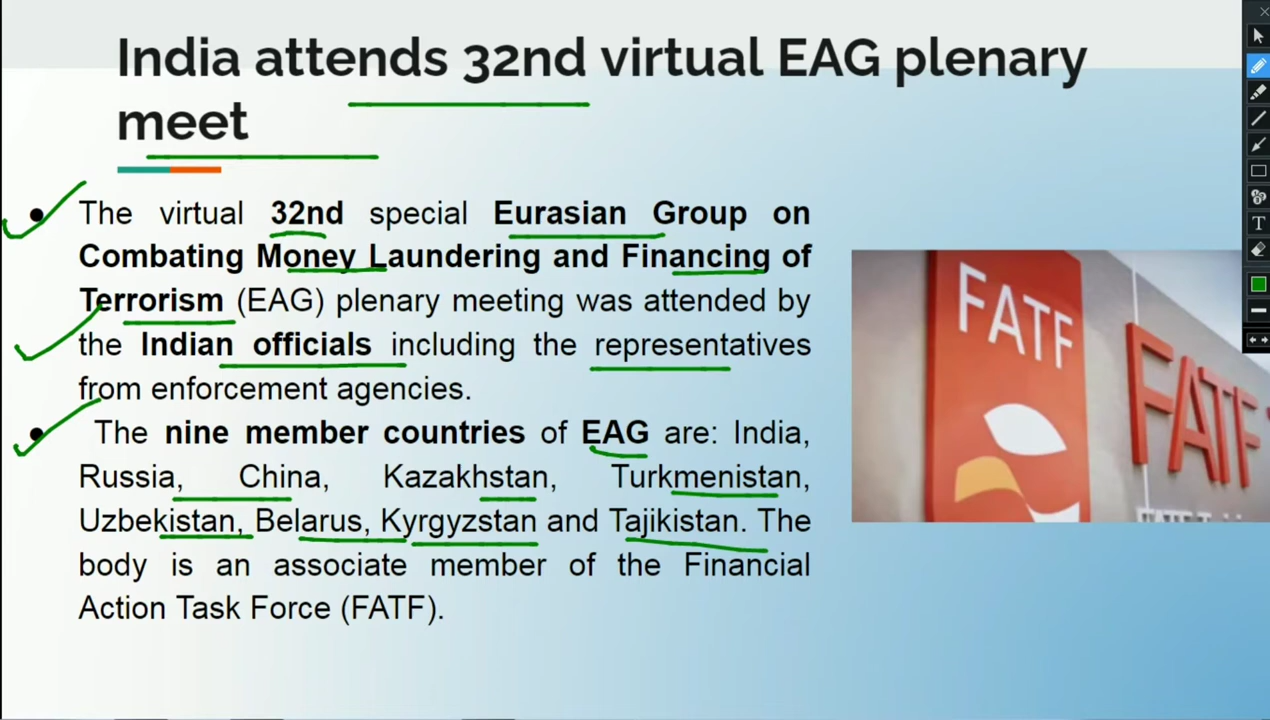 India attends 32nd virtual EAG plenary
meet
The virtual 32nd special Eurasian Group on
Combating Money Laundering and Financing of
Terrorism (EAG) plenary meeting was attended by
the Indian officials including the representatives
from enforcement agencies.
The nine member countries of EAG are: India,
Russia, China, Kazakhstan, Turkmenistan,
Uzbekistan, Belarus, Kyrgyzstan and Tajikistan. The
body is an associate member of the Financial
Action Task Force (FATF).
FATF
FATF
T